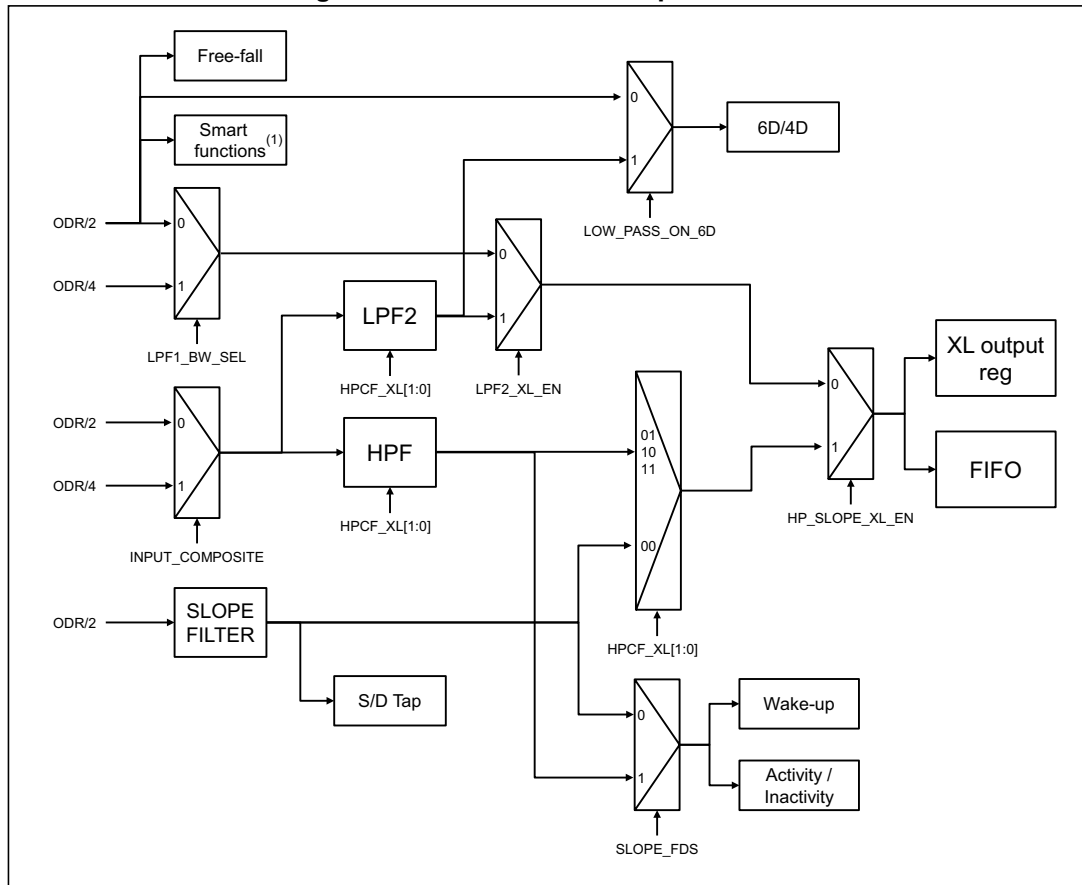 Free-fall
0
6D/4D
Smart
functions(1)
1
ODR/2
0
LOW_PASS_ON_6D
0
ODR/4
1
LPF2
1
XL output
reg
LPF1_BW_SEL
HPCF_XL[1:0]
LPF2_XL_EN
0
ODR/2
0
01
10
11
HPF
1
FIFO
ODR/4
1
HPCF_XL[1:0]
HP_SLOPE_XL_EN
INPUT_COMPOSITE
00
SLOPE
FILTER
ODR/2
HPCF_XL[1:0]
S/D Tap
0
Wake-up
1
Activity /
Inactivity
SLOPE_FDS